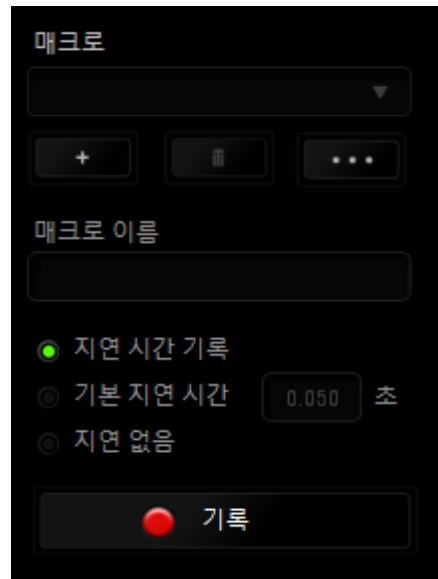 매크로
+
•••
매크로 이름
지연 시간 기록
기본 지연 시간 0.050 초
지연 없음
기록